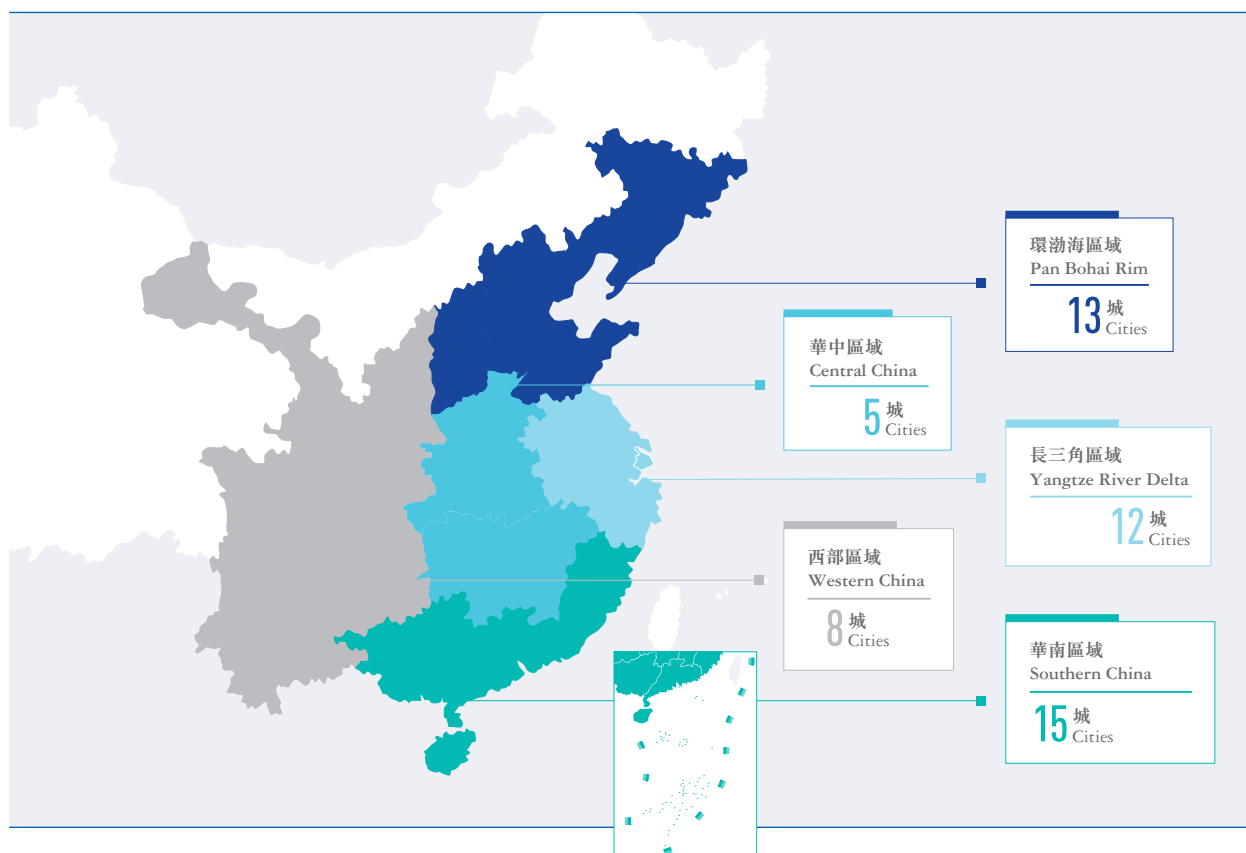 環渤海區域
Pan Bohai Rim
13 城
Cities
華中區域
Central China
5 城
Cities
長三角區域
Yangtze River Delta
12 城
Cities
西部區域
Western China
8 城
Cities
華南區域
Southern China
15 城
Cities